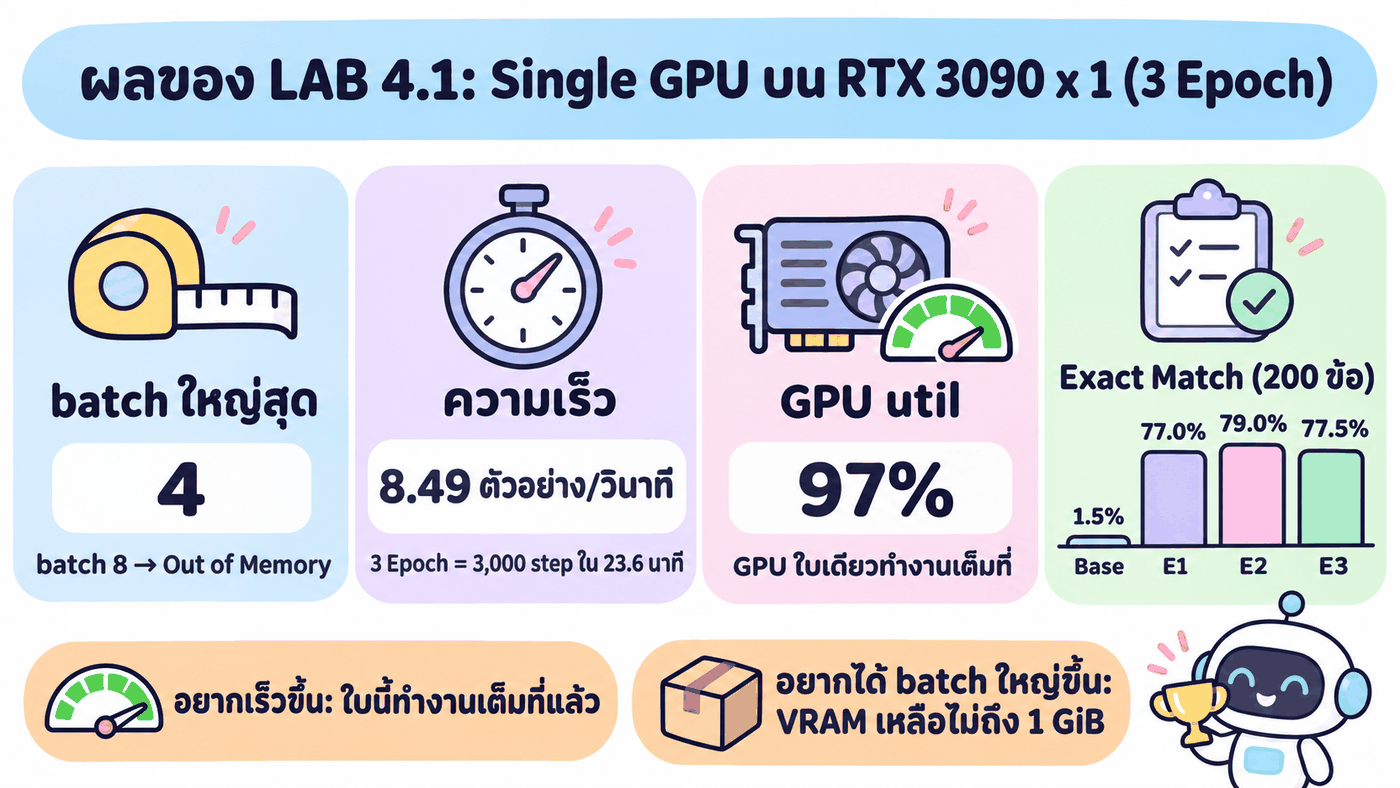 ผลของ LAB 4.1: Single GPU บน RTX 3090 x 1 (3 Epoch)
batch ใหญ่สุด
4
batch 8 → Out of Memory
ความเร็ว
8.49 ตัวอย่าง/วินาที
3 Epoch = 3,000 step ใน 23.6 นาที
GPU util
97%
GPU ใบเดียวทำงานเต็มที่
Exact Match (200 ข้อ)
1.5% 77.0% 79.0% 77.5%
Base E1 E2 E3
อยากเร็วขึ้น: ใบนี้ทำงานเต็มที่แล้ว
อยากได้ batch ใหญ่ขึ้น:
VRAM เหลือไม่ถึง 1 GiB